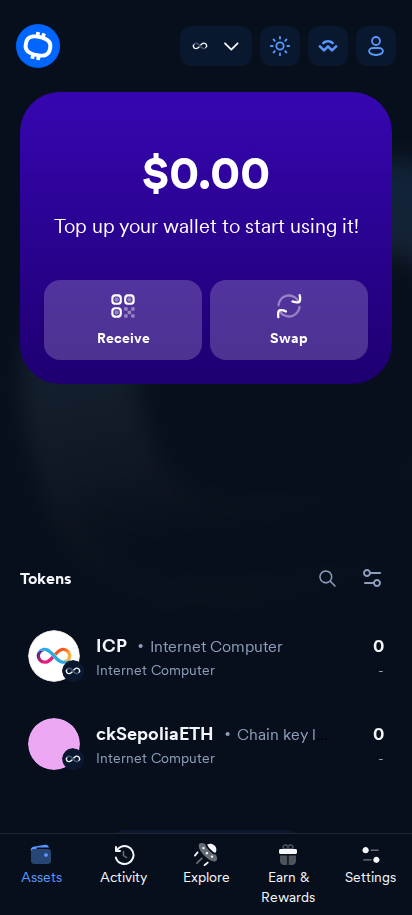 $0.00
Top up your wallet to start using it!
Receive
Swap
Tokens
ICP • Internet Computer 0
Internet Computer -
ckSepoliaETH • Chain key I 0
Internet Computer -
Assets
Activity
Explore
Earn &
Rewards
Settings